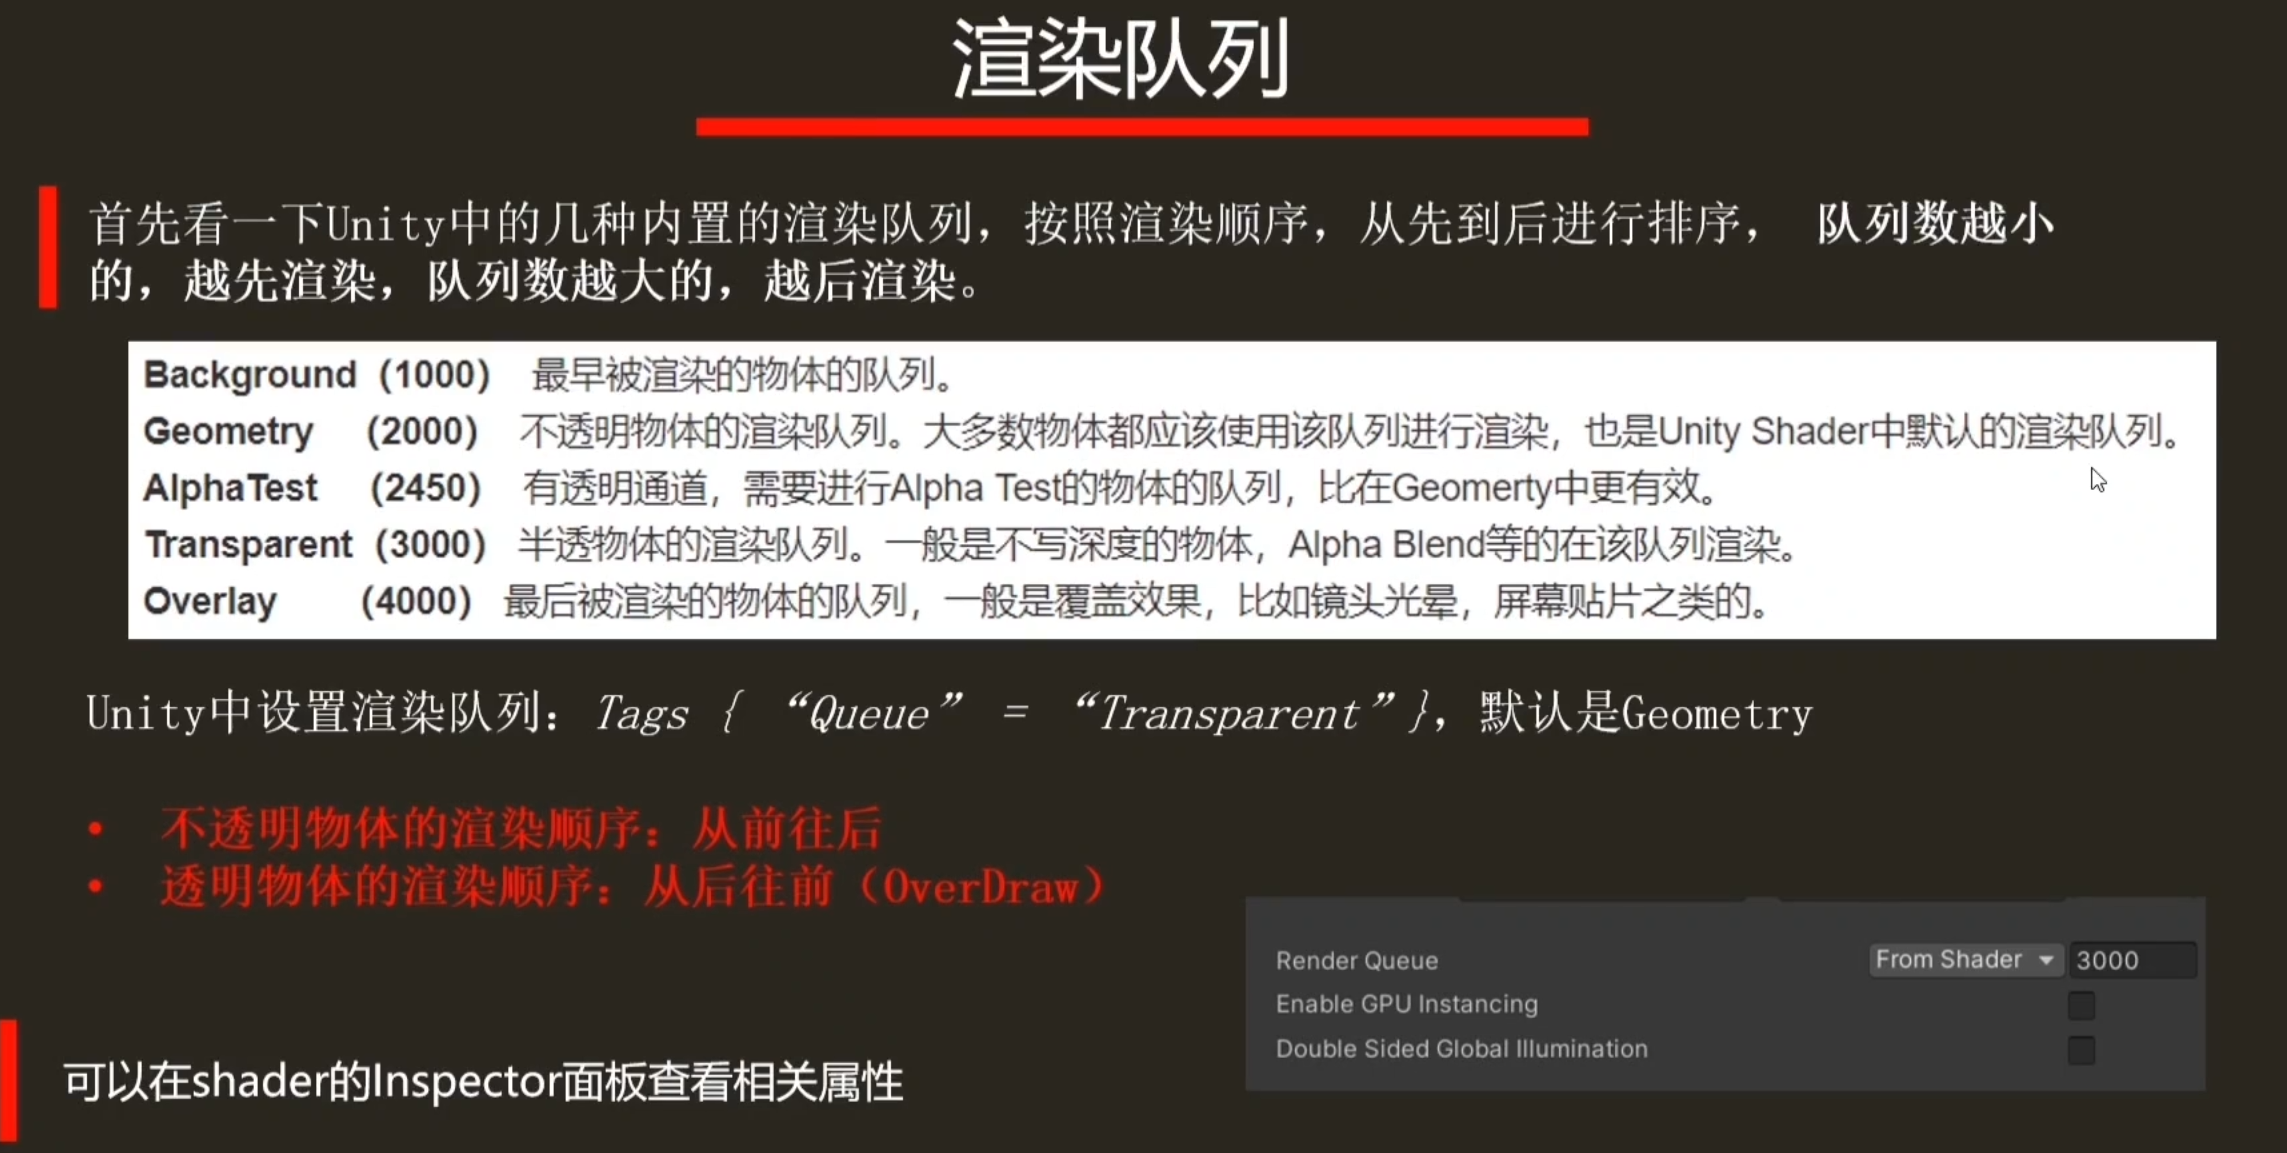 渲染队列
首先看一下Unity中的几种内置的渲染队列，按照渲染顺序，从先到后进行排序， 队列数越小
的，越先渲染，队列数越大的，越后渲染。
Background (1000) 最早被渲染的物体的队列。
Geometry (2000) 不透明物体的渲染队列。大多数物体都应该使用该队列进行渲染，也是Unity Shader中默认的渲染队列。
AlphaTest (2450) 有透明通道，需要进行Alpha Test的物体的队列，比在Geomerty中更有效。
Transparent (3000) 半透物体的渲染队列。一般是不写深度的物体，Alpha Blend等的在该队列渲染。
Overlay (4000) 最后被渲染的物体的队列，一般是覆盖效果，比如镜头光晕，屏幕贴片之类的。
Unity中设置渲染队列：Tags { “Queue” = “Transparent”}，默认是Geometry
• 不透明物体的渲染顺序：从前往后
• 透明物体的渲染顺序：从后往前（OverDraw）
Render Queue From Shader 3000
Enable GPU Instancing
Double Sided Global Illumination
可以在shader的Inspector面板查看相关属性